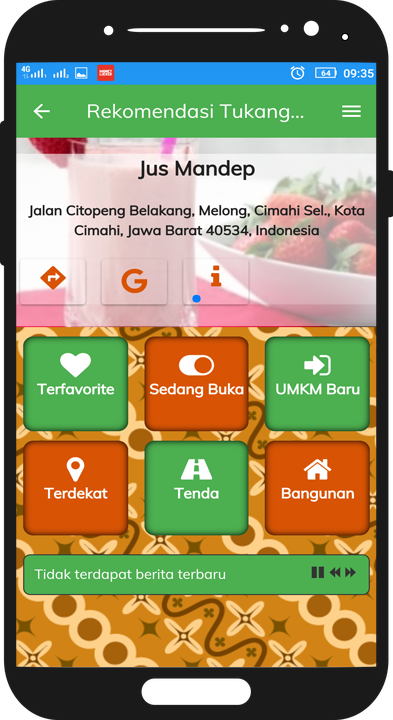 4G
64
09:35
Rekomendasi Tukang...
Jus Mandep
Jalan Citopeng Belakang, Melong, Cimahi Sel., Kota
Cimahi, Jawa Barat 40534, Indonesia
G
Terfavorite
Sedang Buka
UMKM Baru
Terdekat
Tenda
Bangunan
Tidak terdapat berita terbaru